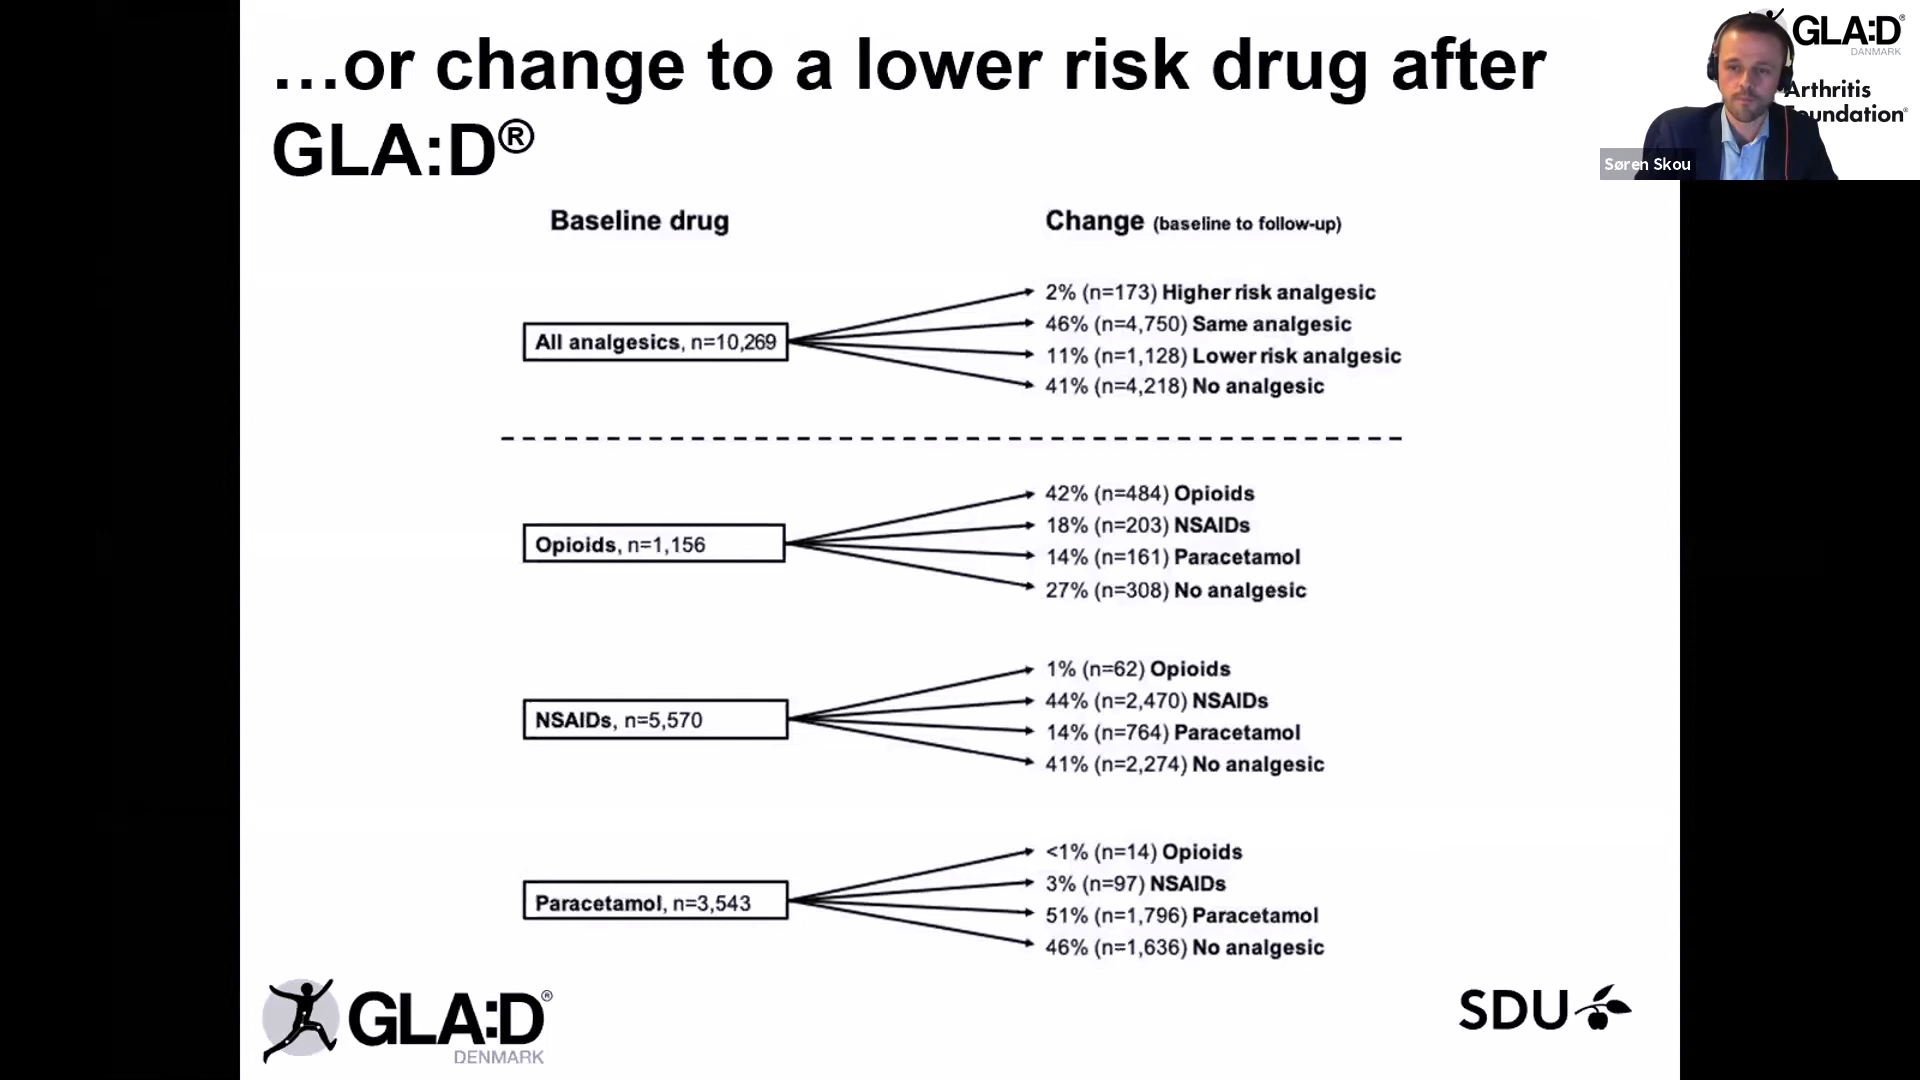 …or change to a lower risk drug after
GLA:D®
GLA:D®
DENMARK
Arthritis
Foundation®
Søren Skou
Baseline drug
Change (baseline to follow-up)
All analgesics, n=10,269
2% (n=173) Higher risk analgesic
46% (n=4,750) Same analgesic
11% (n=1,128) Lower risk analgesic
41% (n=4,218) No analgesic
Opioids, n=1,156
42% (n=484) Opioids
18% (n=203) NSAIDs
14% (n=161) Paracetamol
27% (n=308) No analgesic
NSAIDs, n=5,570
1% (n=62) Opioids
44% (n=2,470) NSAIDs
14% (n=764) Paracetamol
41% (n=2,274) No analgesic
Paracetamol, n=3,543
<1% (n=14) Opioids
3% (n=97) NSAIDs
51% (n=1,796) Paracetamol
46% (n=1,636) No analgesic
GLA:D®
DENMARK
SDU